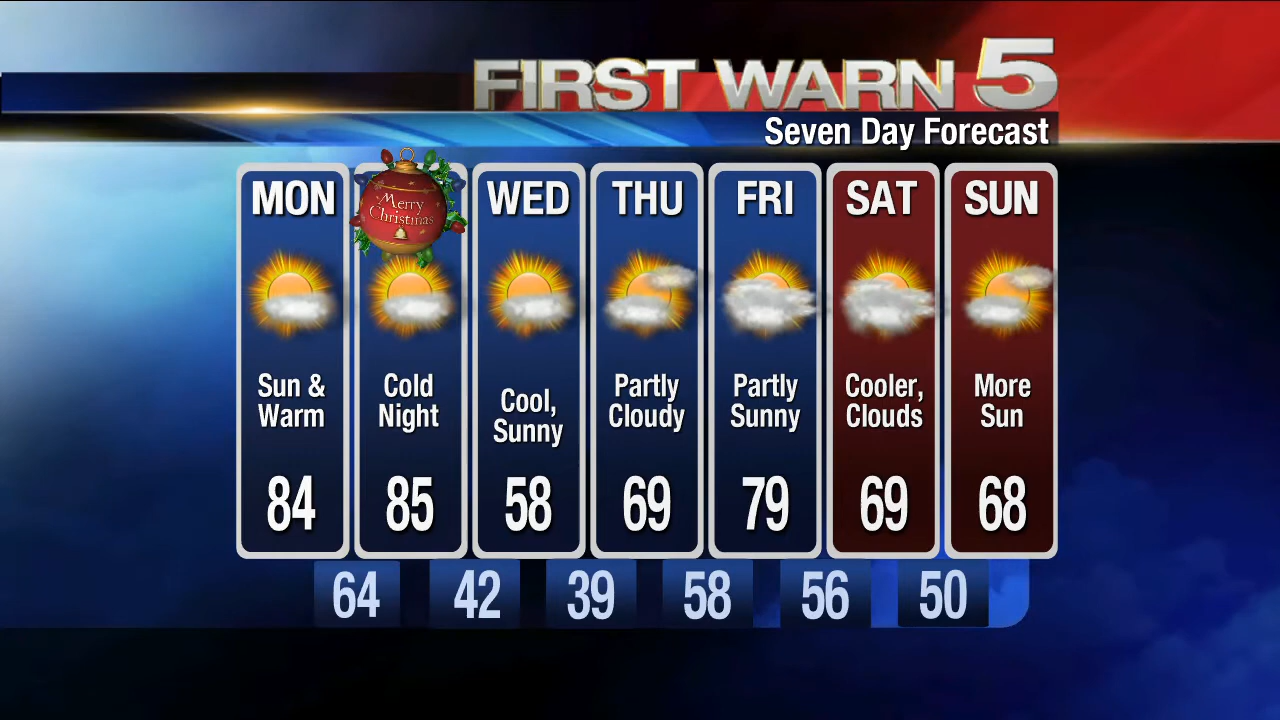 FIRST WARN 5
Seven Day Forecast
MON
Merry
Christmas
WED
THU
FRI
SAT
SUN
Sun &
Warm
Cold
Night
Cool,
Sunny
Partly
Cloudy
Partly
Sunny
Cooler,
Clouds
More
Sun
84
85
58
69
79
69
68
64
42
39
58
56
50